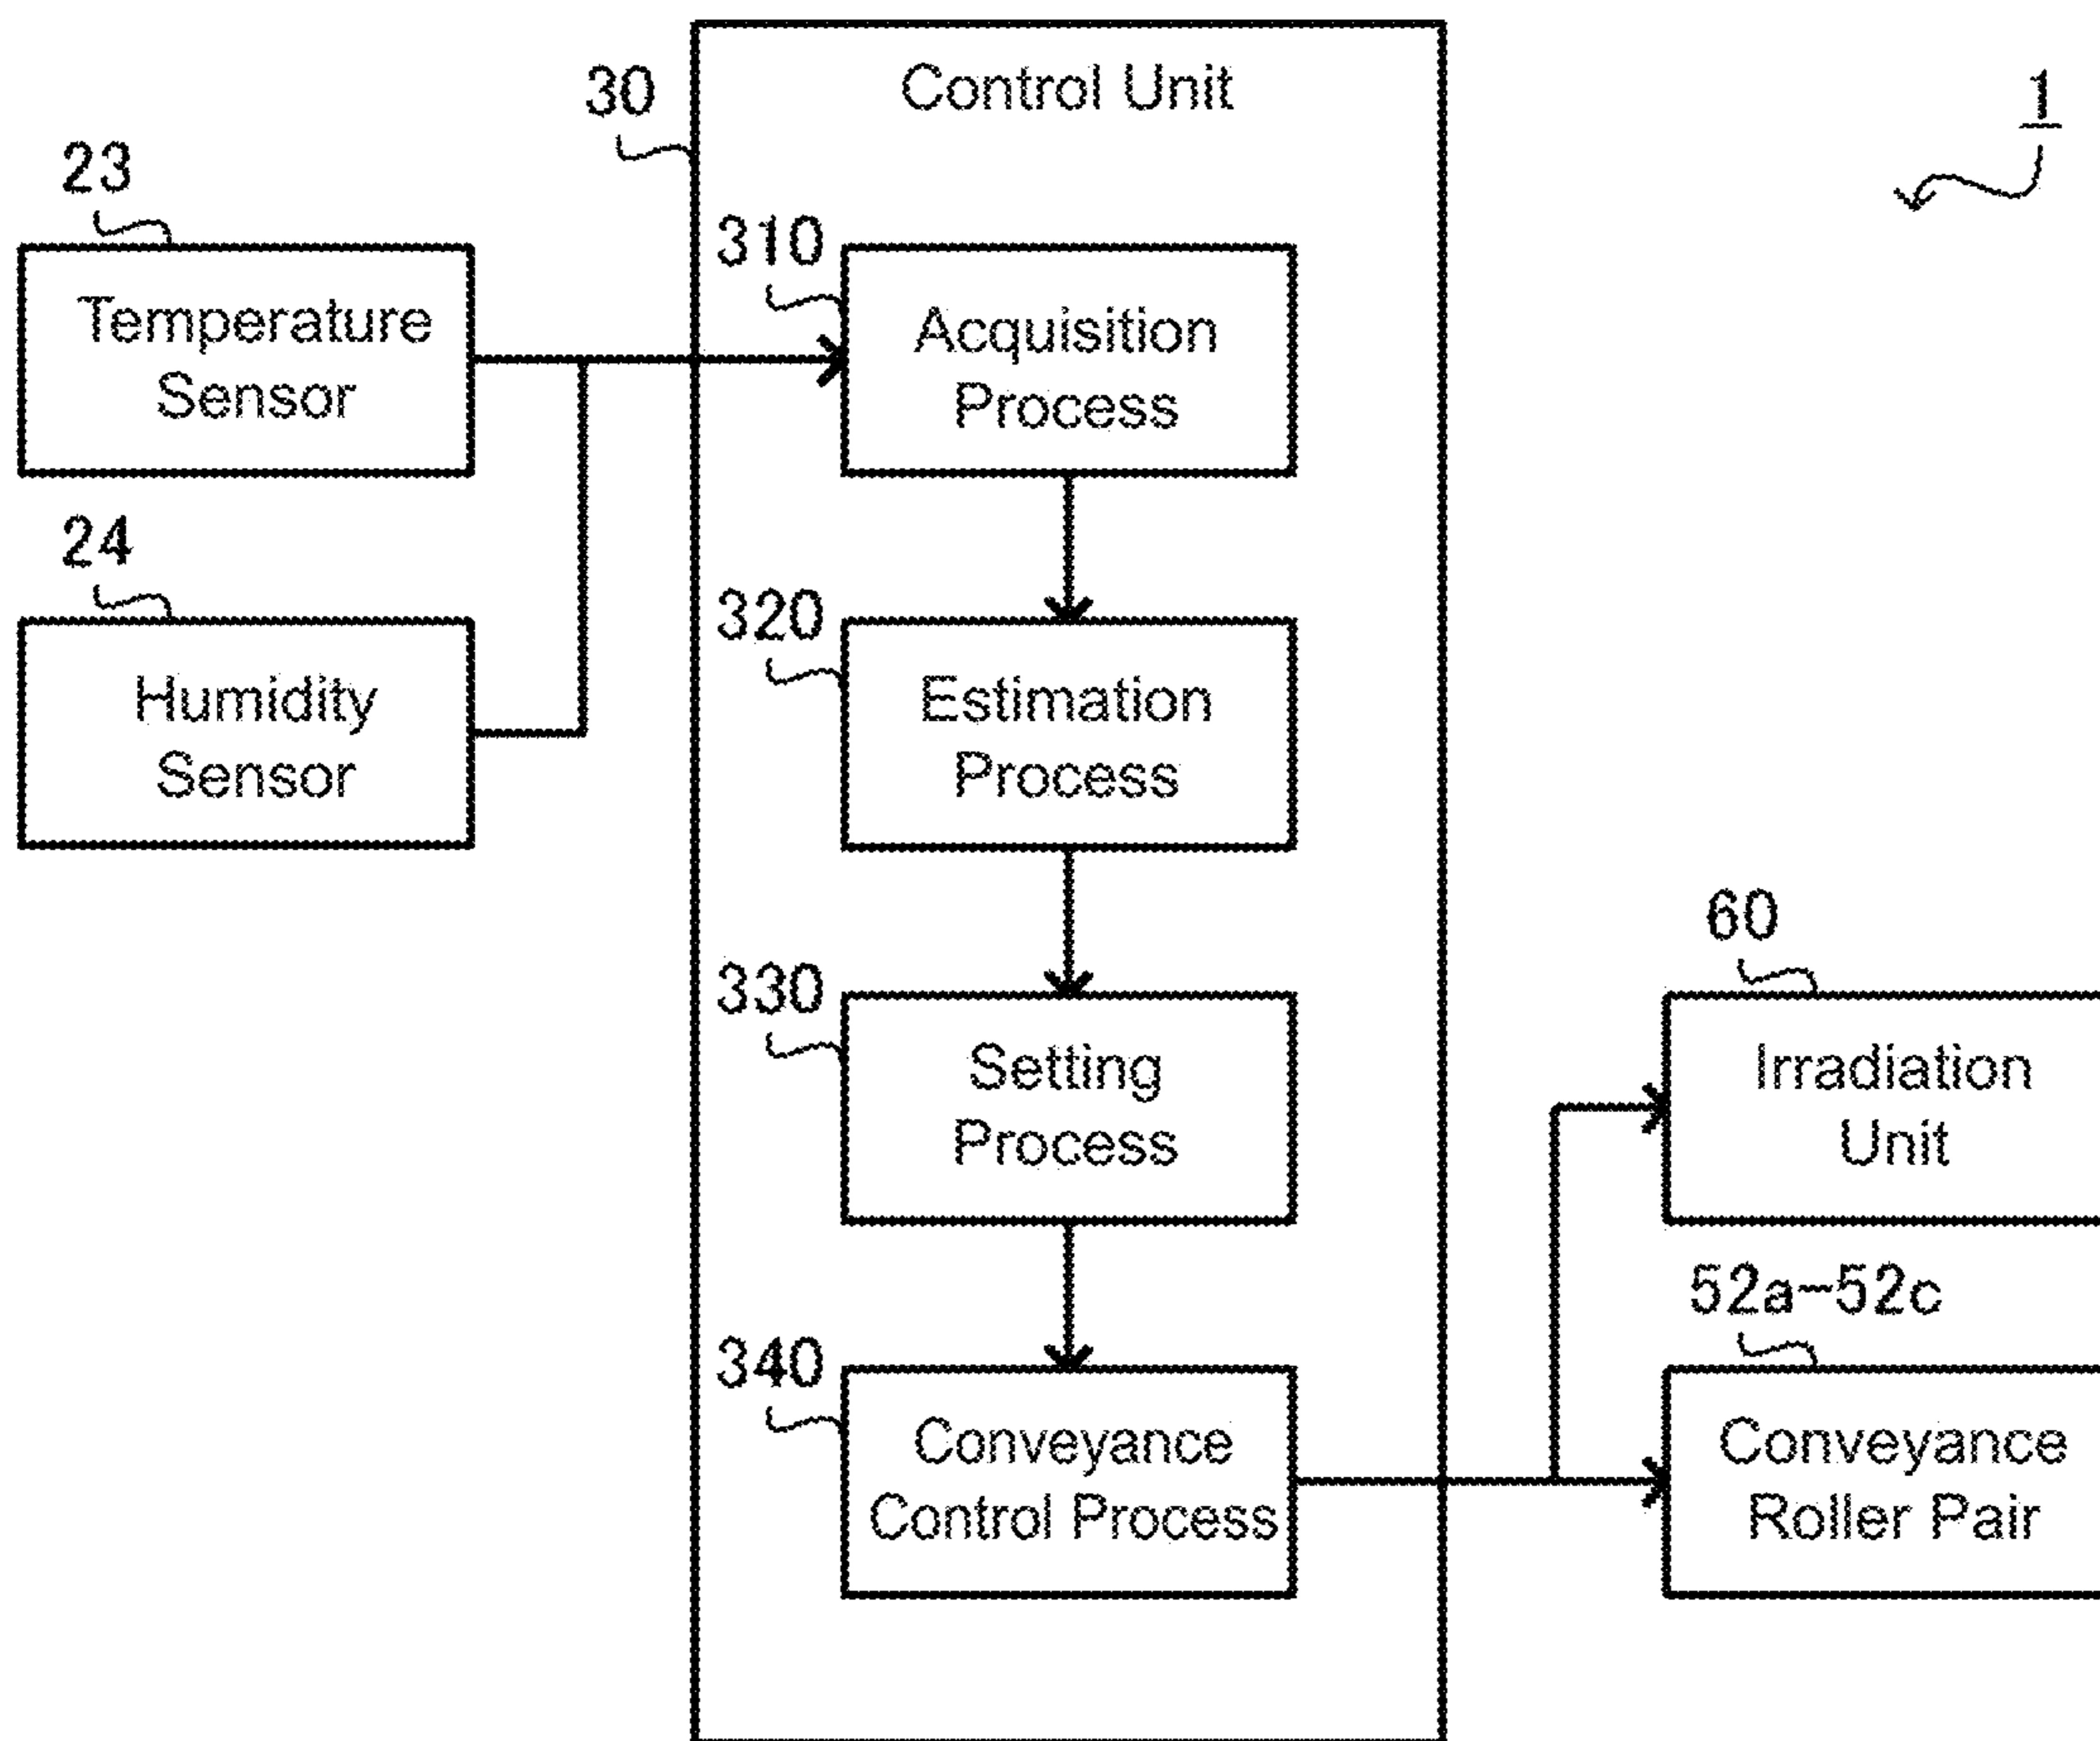 Control Unit
30
1
23
Temperature
Sensor
310
Acquisition
Process
24
Humidity
Sensor
320
Estimation
Process
330
Setting
Process
60
Irradiation
Unit
340
Conveyance
Control Process
52a-52c
Conveyance
Roller Pair